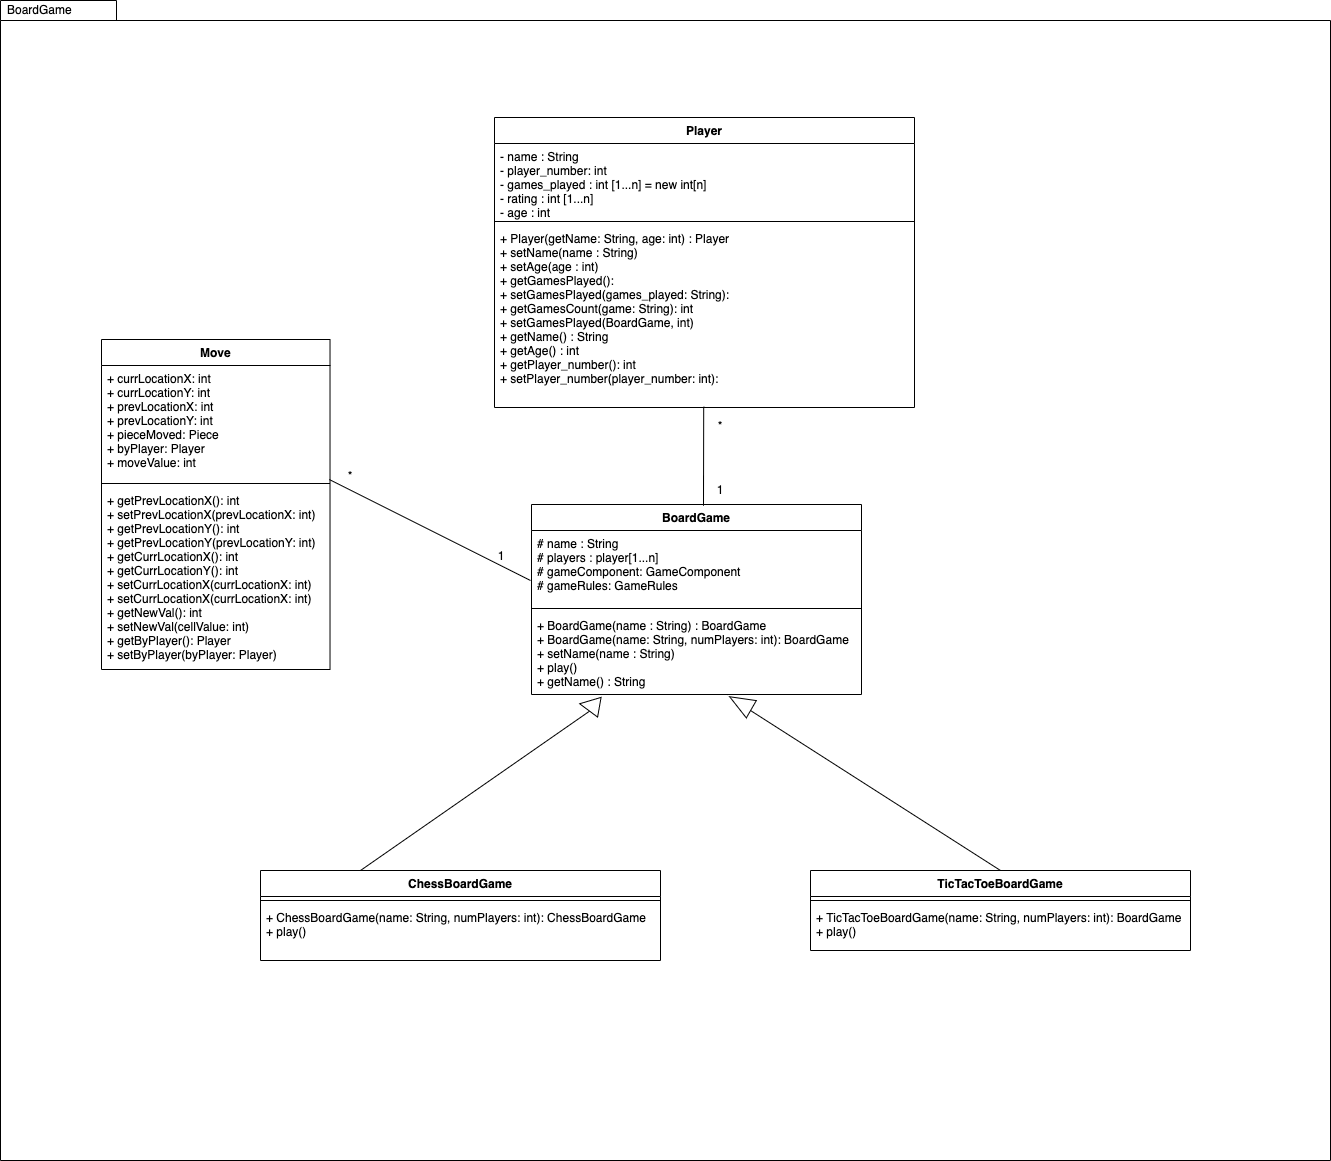 BoardGame
Player
- name : String
- player_number: int
- games_played : int [1...n] = new int[n]
- rating : int [1...n]
- age : int
+ Player(getName: String, age: int) : Player
+ setName(name : String)
+ setAge(age : int)
+ getGamesPlayed():
+ setGamesPlayed(games_played: String):
+ getGamesCount(game: String): int
+ setGamesPlayed(BoardGame, int)
+ getName() : String
+ getAge() : int
+ getPlayer_number(): int
+ setPlayer_number(player_number: int):
*
1
Move
+ currLocationX: int
+ currLocationY: int
+ prevLocationX: int
+ prevLocationY: int
+ pieceMoved: Piece
+ byPlayer: Player
+ moveValue: int
+ getPrevLocationX(): int
+ setPrevLocationX(prevLocationX: int)
+ getPrevLocationY(): int
+ getPrevLocationY(prevLocationY: int)
+ getCurrLocationX(): int
+ getCurrLocationY(): int
+ setCurrLocationX(currLocationX: int)
+ setCurrLocationX(currLocationX: int)
+ getNewVal(): int
+ setNewVal(cellValue: int)
+ getByPlayer(): Player
+ setByPlayer(byPlayer: Player)
*
1
BoardGame
# name : String
# players : player[1...n]
# gameComponent: GameComponent
# gameRules: GameRules
+ BoardGame(name : String) : BoardGame
+ BoardGame(name: String, numPlayers: int): BoardGame
+ setName(name : String)
+ play()
+ getName() : String
ChessBoardGame
+ ChessBoardGame(name: String, numPlayers: int): ChessBoardGame
+ play()
TicTacToeBoardGame
+ TicTacToeBoardGame(name: String, numPlayers: int): BoardGame
+ play()